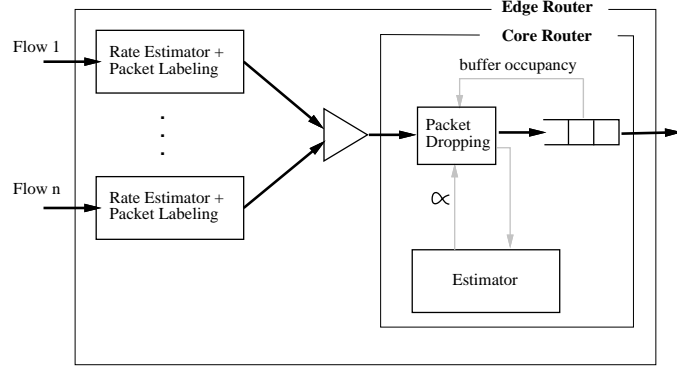 Edge Router
Core Router
Flow 1
Rate Estimator +
Packet Labeling
buffer occupancy
Packet
Dropping
Flow n
Rate Estimator +
Packet Labeling
∝
Estimator